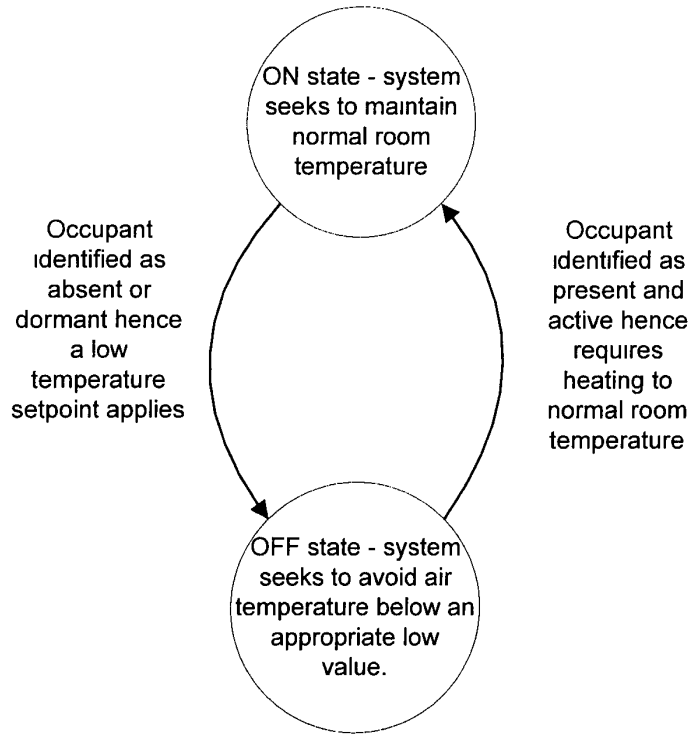 ON state - system
seeks to maintain
normal room
temperature
Occupant
identified as
absent or
dormant hence
a low
temperature
setpoint applies
Occupant
identified as
present and
active hence
requires
heating to
normal room
temperature
OFF state - system
seeks to avoid air
temperature below an
appropriate low
value.